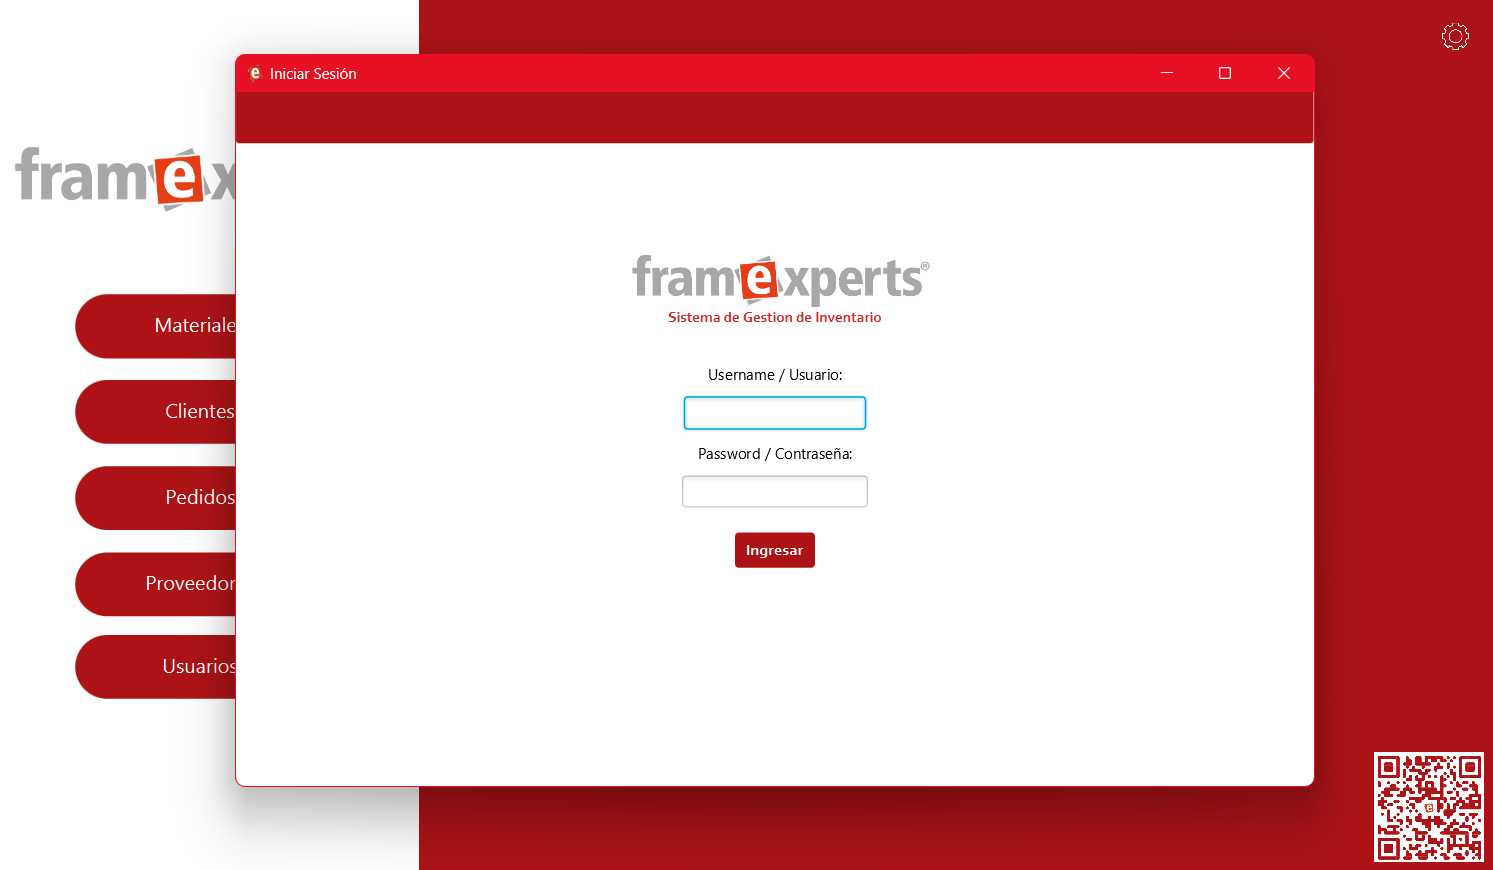 Iniciar Sesión
framex
Materiale
Clientes
Pedidos
Proveedor
Usuarios
framexperts®
Sistema de Gestion de Inventario
Username / Usuario:
Password / Contraseña:
Ingresar